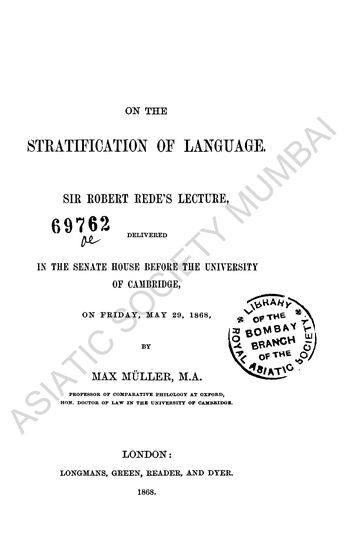 ON THE
STRATIFICATION OF LANGUAGE.
SIR ROBERT REDE'S LECTURE,
69762
DELIVERED
IN THE SENATE HOUSE BEFORE THE UNIVERSITY
OF CAMBRIDGE,
ON FRIDAY, MAY 29, 1868,
BY
MAX MÜLLER, M.A.
PROFESSOR OF COMPARATIVE PHILOLOGY AT OXFORD,
HON. DOCTOR OF LAW IN THE UNIVERSITY OF CAMBRIDGE.
LIBRARY
OF THE
BOMBAY
BRANCH
OF THE
ROYAL ASIATIC SOCIETY
LONDON:
LONGMANS, GREEN, READER, AND DYER.
1868.
ASIATIC SOCIETY MUMBAI